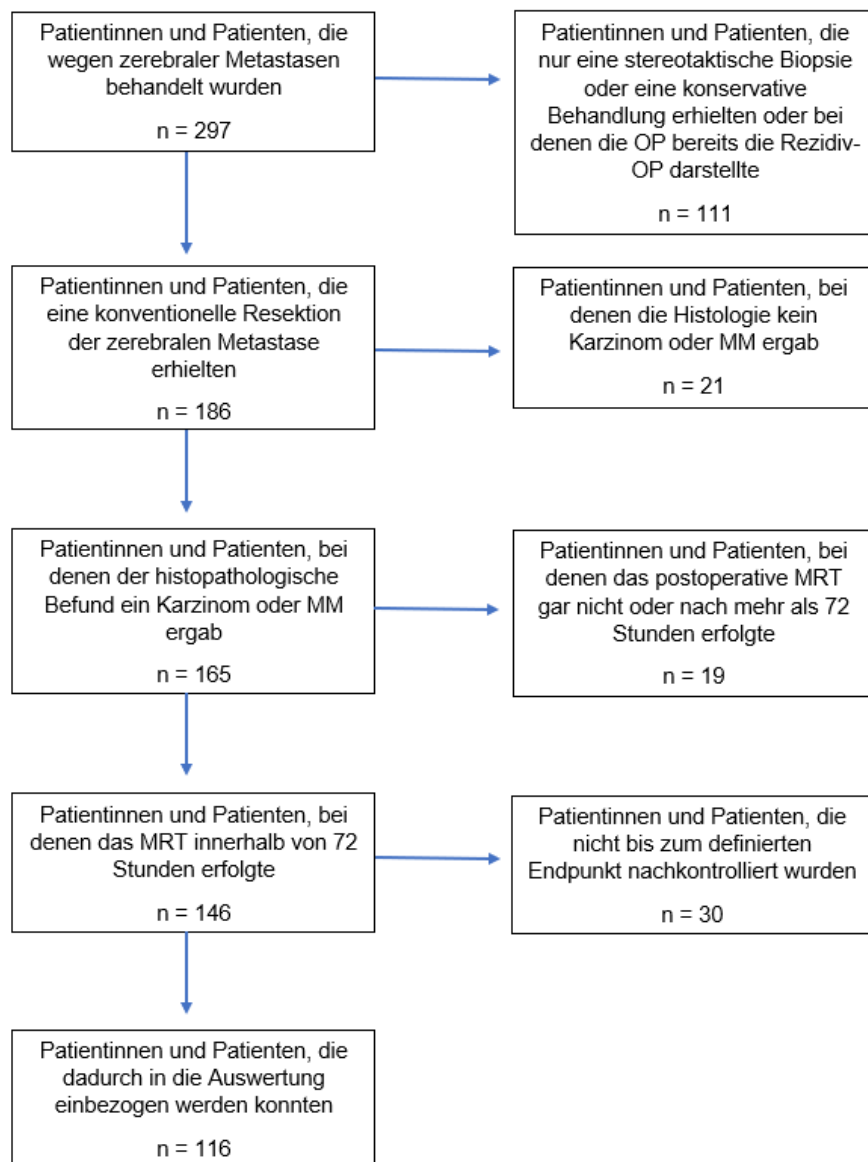 Patientinnen und Patienten, die
wegen zerebraler Metastasen
behandelt wurden
n = 297
Patientinnen und Patienten, die
nur eine stereotaktische Biopsie
oder eine konservative
Behandlung erhielten oder bei
denen die OP bereits die Rezidiv-
OP darstellte
n = 111
Patientinnen und Patienten, die
eine konventionelle Resektion
der zerebralen Metastase
erhielten
n = 186
Patientinnen und Patienten, bei
denen die Histologie kein
Karzinom oder MM ergab
n = 21
Patientinnen und Patienten, bei
denen der histopathologische
Befund ein Karzinom oder MM
ergab
n = 165
Patientinnen und Patienten, bei
denen das postoperative MRT
gar nicht oder nach mehr als 72
Stunden erfolgte
n = 19
Patientinnen und Patienten, bei
denen das MRT innerhalb von 72
Stunden erfolgte
n = 146
Patientinnen und Patienten, die
nicht bis zum definierten
Endpunkt nachkontrolliert wurden
n = 30
Patientinnen und Patienten, die
dadurch in die Auswertung
einbezogen werden konnten
n = 116